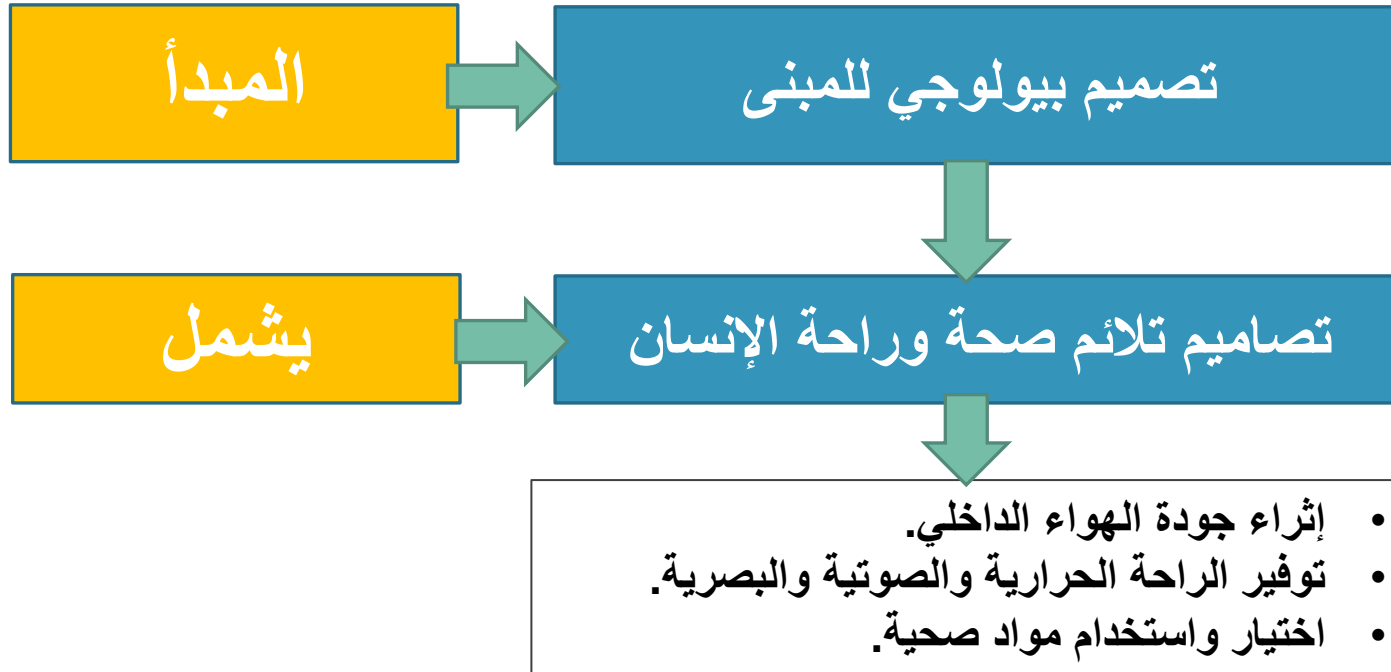 المبدأ
تصميم بيولوجي للمبنى
يشمل
تصاميم تلائم صحة وراحة الإنسان
• إثراء جودة الهواء الداخلي.
• توفير الراحة الحرارية والصوتية والبصرية.
• اختيار واستخدام مواد صحية.